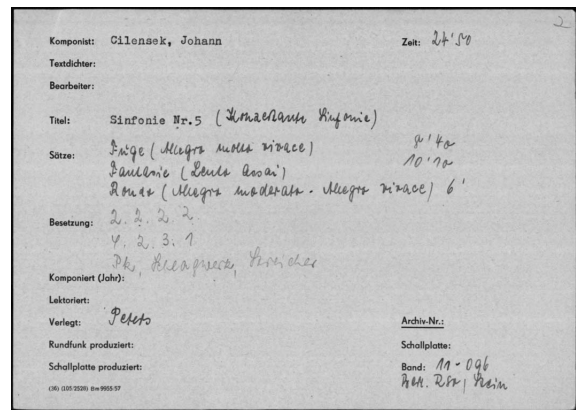 2
Komponist: Cilensek, Johann Zeit: 24'50
Textdichter:
Bearbeiter:
Titel: Sinfonie Nr.5 (Konzertante Sinfonie)
Sätze: Fuge (Allegro molto vivace) 8'40
Fantasie (Lento assai) 10'10
Rondo (Allegro moderato - Allegro vivace) 6'
Besetzung: 2. 2. 2. 2.
4. 2. 3. 1
Pk, Schlagwerk, Streicher
Komponiert (Jahr):
Lektoriert:
Verlegt: Peters Archiv-Nr.:
Rundfunk produziert: Schallplatte:
Schallplatte produziert: Band: 11-096
(36) (105/2528) Bm 9955/57